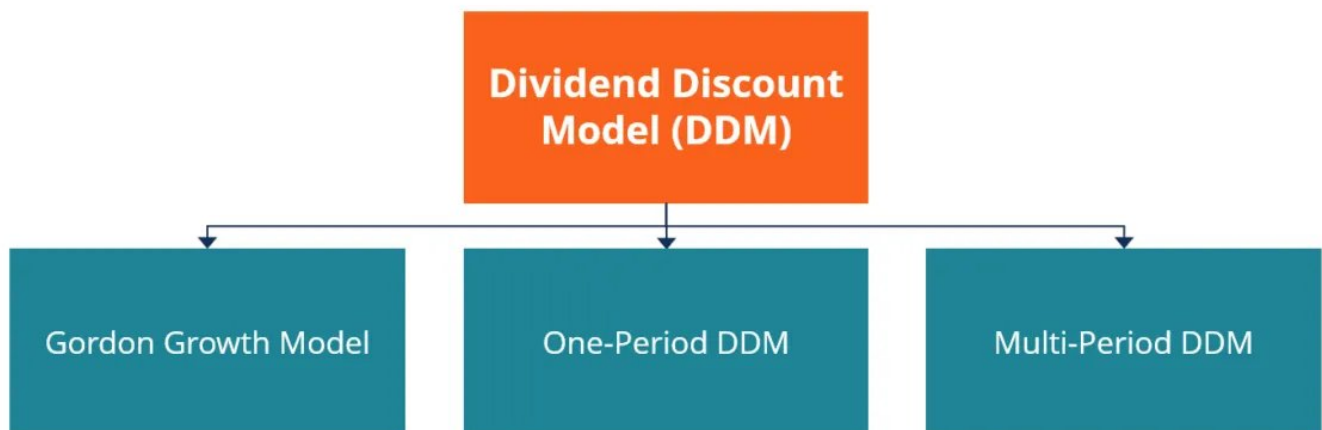 Dividend Discount
Model (DDM)
Gordon Growth Model
One-Period DDM
Multi-Period DDM